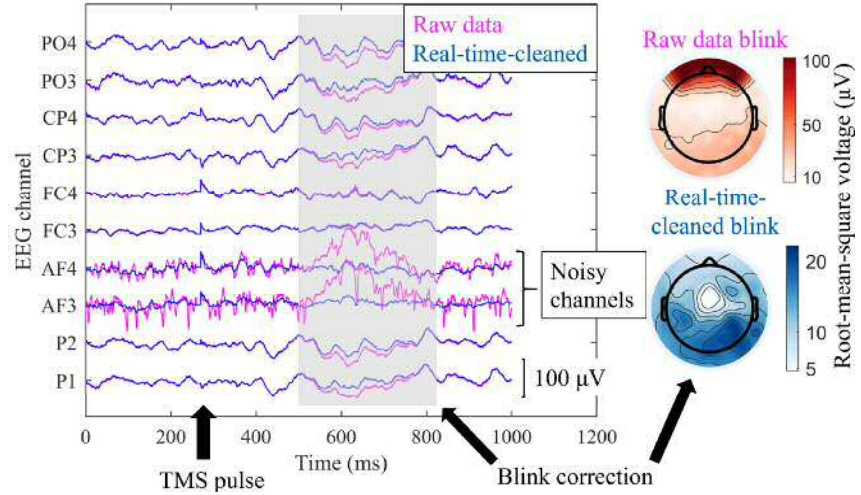 Raw data
Real-time-cleaned
EEG channel
PO4
PO3
CP4
CP3
FC4
FC3
AF4
AF3
P2
P1
Noisy
channels
100 μV
0
200
400
600
800
1000
1200
Time (ms)
TMS pulse
Blink correction
Raw data blink
100
50
10
Real-time-
cleaned blink
20
10
5
Root-mean-square voltage (μV)